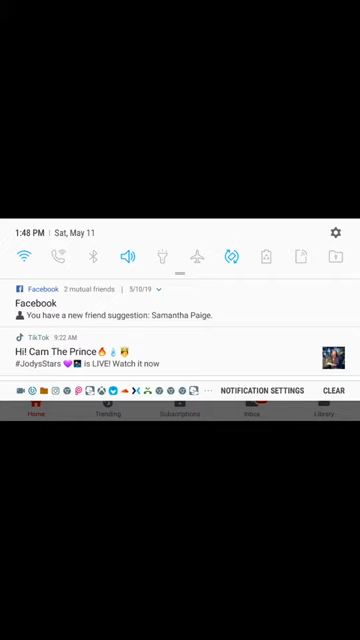 1:48 PM | Sat, May 11
Facebook 2 mutual friends | 5/10/19
Facebook
You have a new friend suggestion: Samantha Paige.
TikTok 9:22 AM
Hi! Cam The Prince🔥💧🤴
#JodysStars💜🌃 is LIVE! Watch it now
NOTIFICATION SETTINGS CLEAR
Home Trending Subscriptions Inbox Library